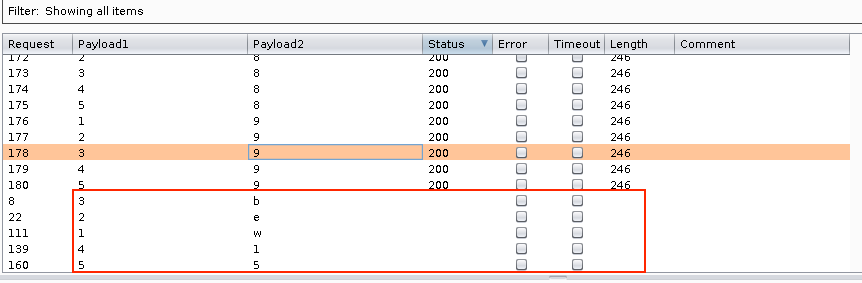 Filter: Showing all items
Request Payload1 Payload2 Status Error Timeout Length Comment
172 2 8 200 246
173 3 8 200 246
174 4 8 200 246
175 5 8 200 246
176 1 9 200 246
177 2 9 200 246
178 3 9 200 246
179 4 9 200 246
180 5 9 200 246
8 3 b
22 2 e
111 1 w
139 4 1
160 5 5